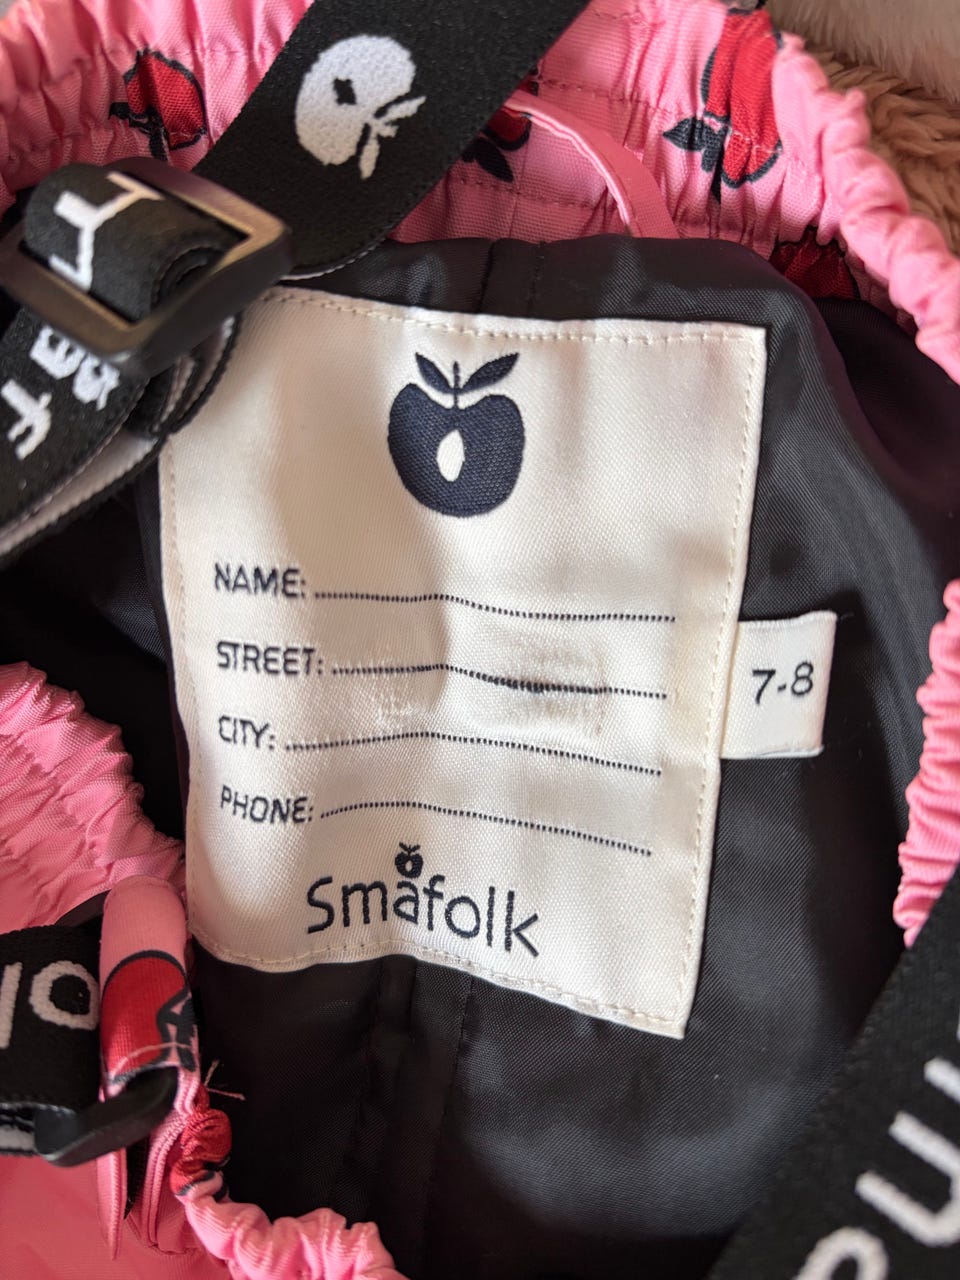 NAME:
STREET:
CITY:
PHONE:
Småfolk
7-8